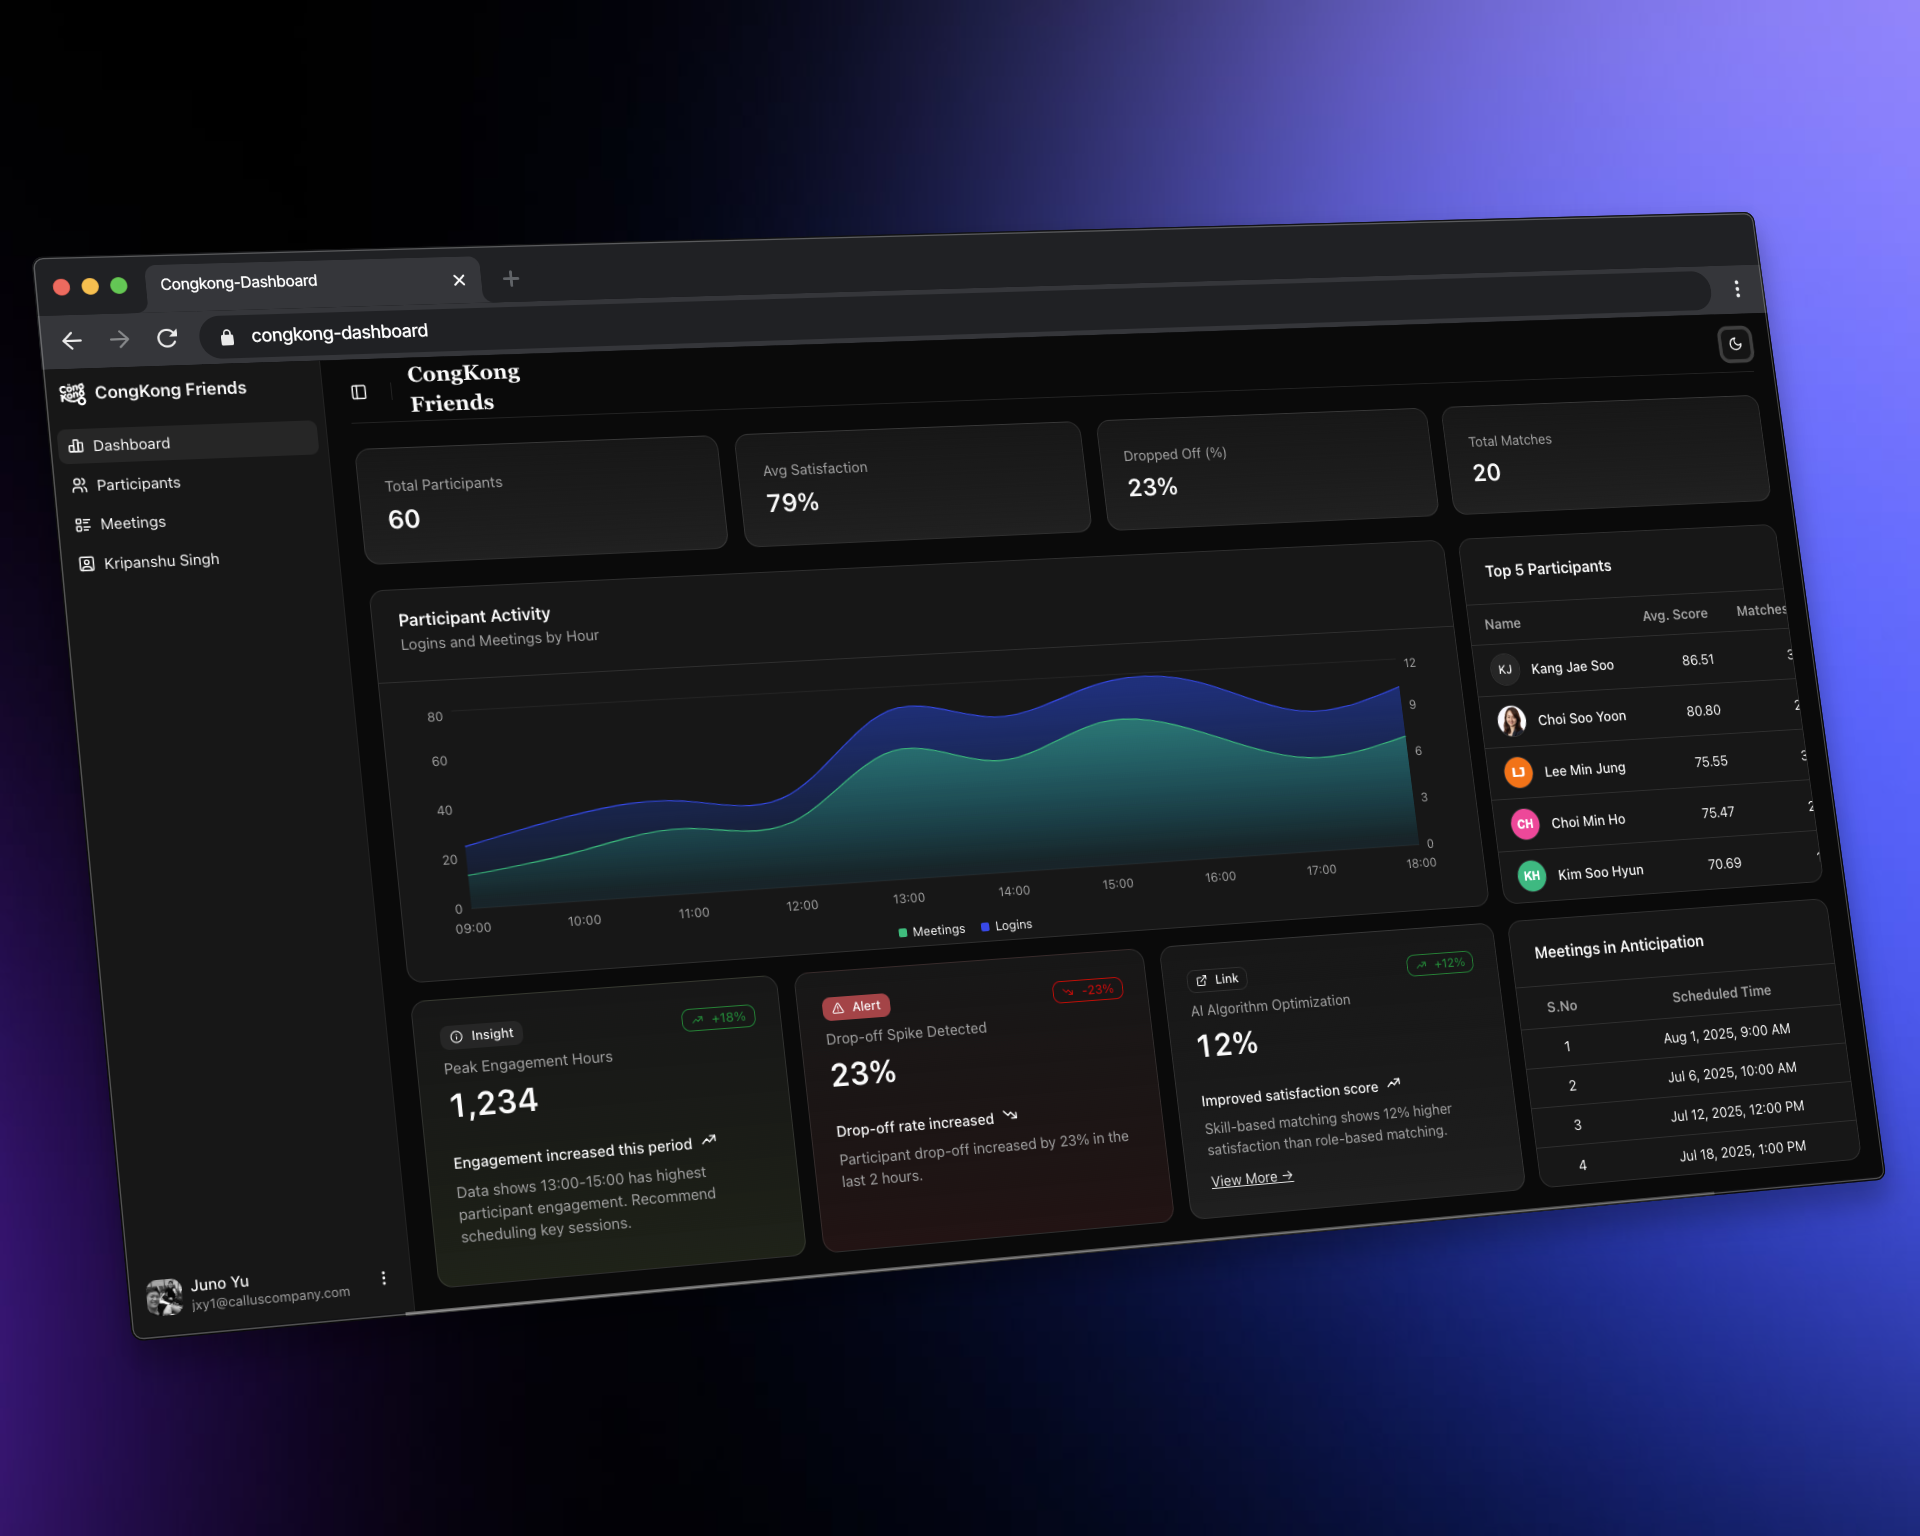 Congkong-Dashboard
congkong-dashboard
CONG KONG
CongKong Friends
Dashboard
Participants
Meetings
Kripanshu Singh
Juno Yu
jxy1@calluscompany.com
CongKong
Friends
Total Participants
60
Avg Satisfaction
79%
Dropped Off (%)
23%
Total Matches
20
Participant Activity
Logins and Meetings by Hour
80
60
40
20
0
12
9
6
3
0
09:00
10:00
11:00
12:00
13:00
14:00
15:00
16:00
17:00
18:00
Meetings
Logins
Top 5 Participants
Name Avg. Score Matches
KJ Kang Jae Soo 86.51 3
Choi Soo Yoon 80.80 2
LJ Lee Min Jung 75.55 3
CH Choi Min Ho 75.47 2
KH Kim Soo Hyun 70.69
Insight
+18%
Peak Engagement Hours
1,234
Engagement increased this period
Data shows 13:00-15:00 has highest
participant engagement. Recommend
scheduling key sessions.
Alert
-23%
Drop-off Spike Detected
23%
Drop-off rate increased
Participant drop-off increased by 23% in the
last 2 hours.
Link
+12%
AI Algorithm Optimization
12%
Improved satisfaction score
Skill-based matching shows 12% higher
satisfaction than role-based matching.
View More →
Meetings in Anticipation
S.No Scheduled Time
1 Aug 1, 2025, 9:00 AM
2 Jul 6, 2025, 10:00 AM
3 Jul 12, 2025, 12:00 PM
4 Jul 18, 2025, 1:00 PM